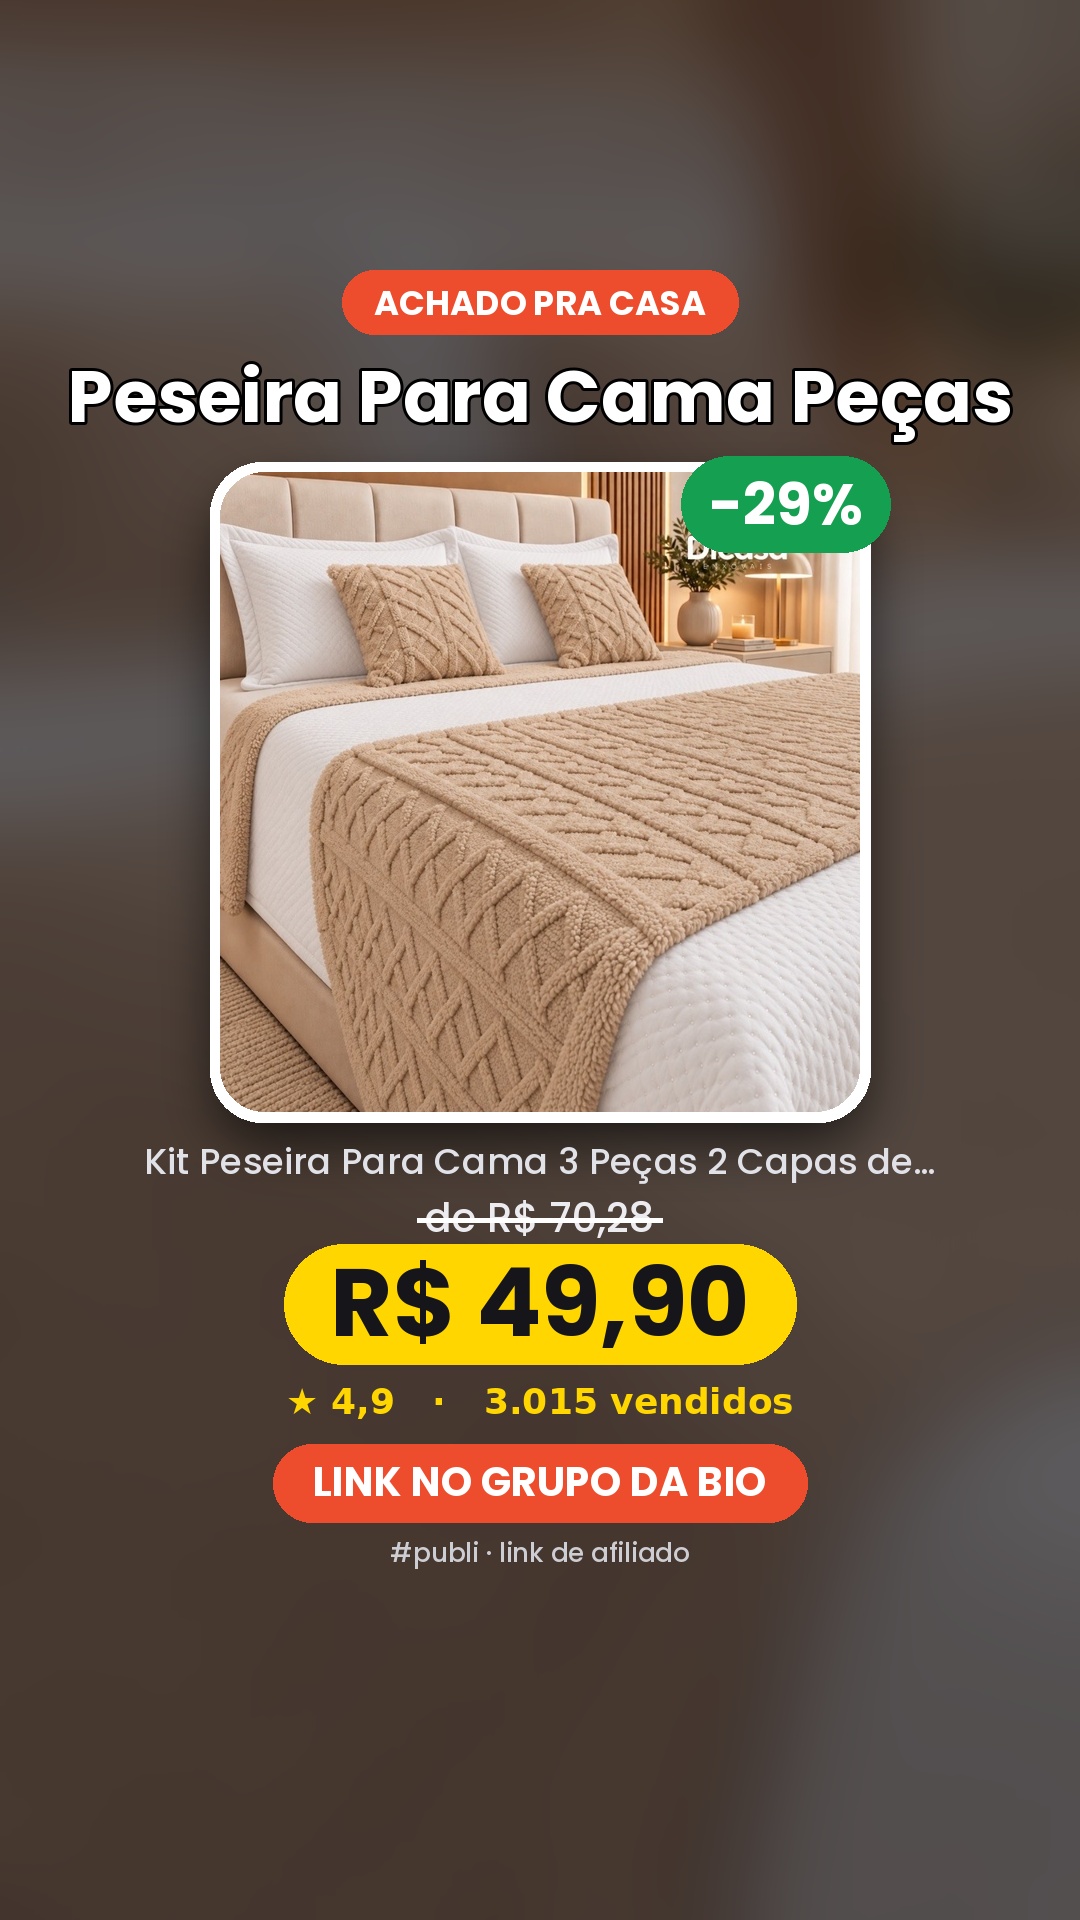 ACHADO PRA CASA
Peseira Para Cama Peças
-29%
Kit Peseira Para Cama 3 Peças 2 Capas de...
de R$ 70,28
R$ 49,90
★ 4,9 · 3.015 vendidos
LINK NO GRUPO DA BIO
#publi · link de afiliado